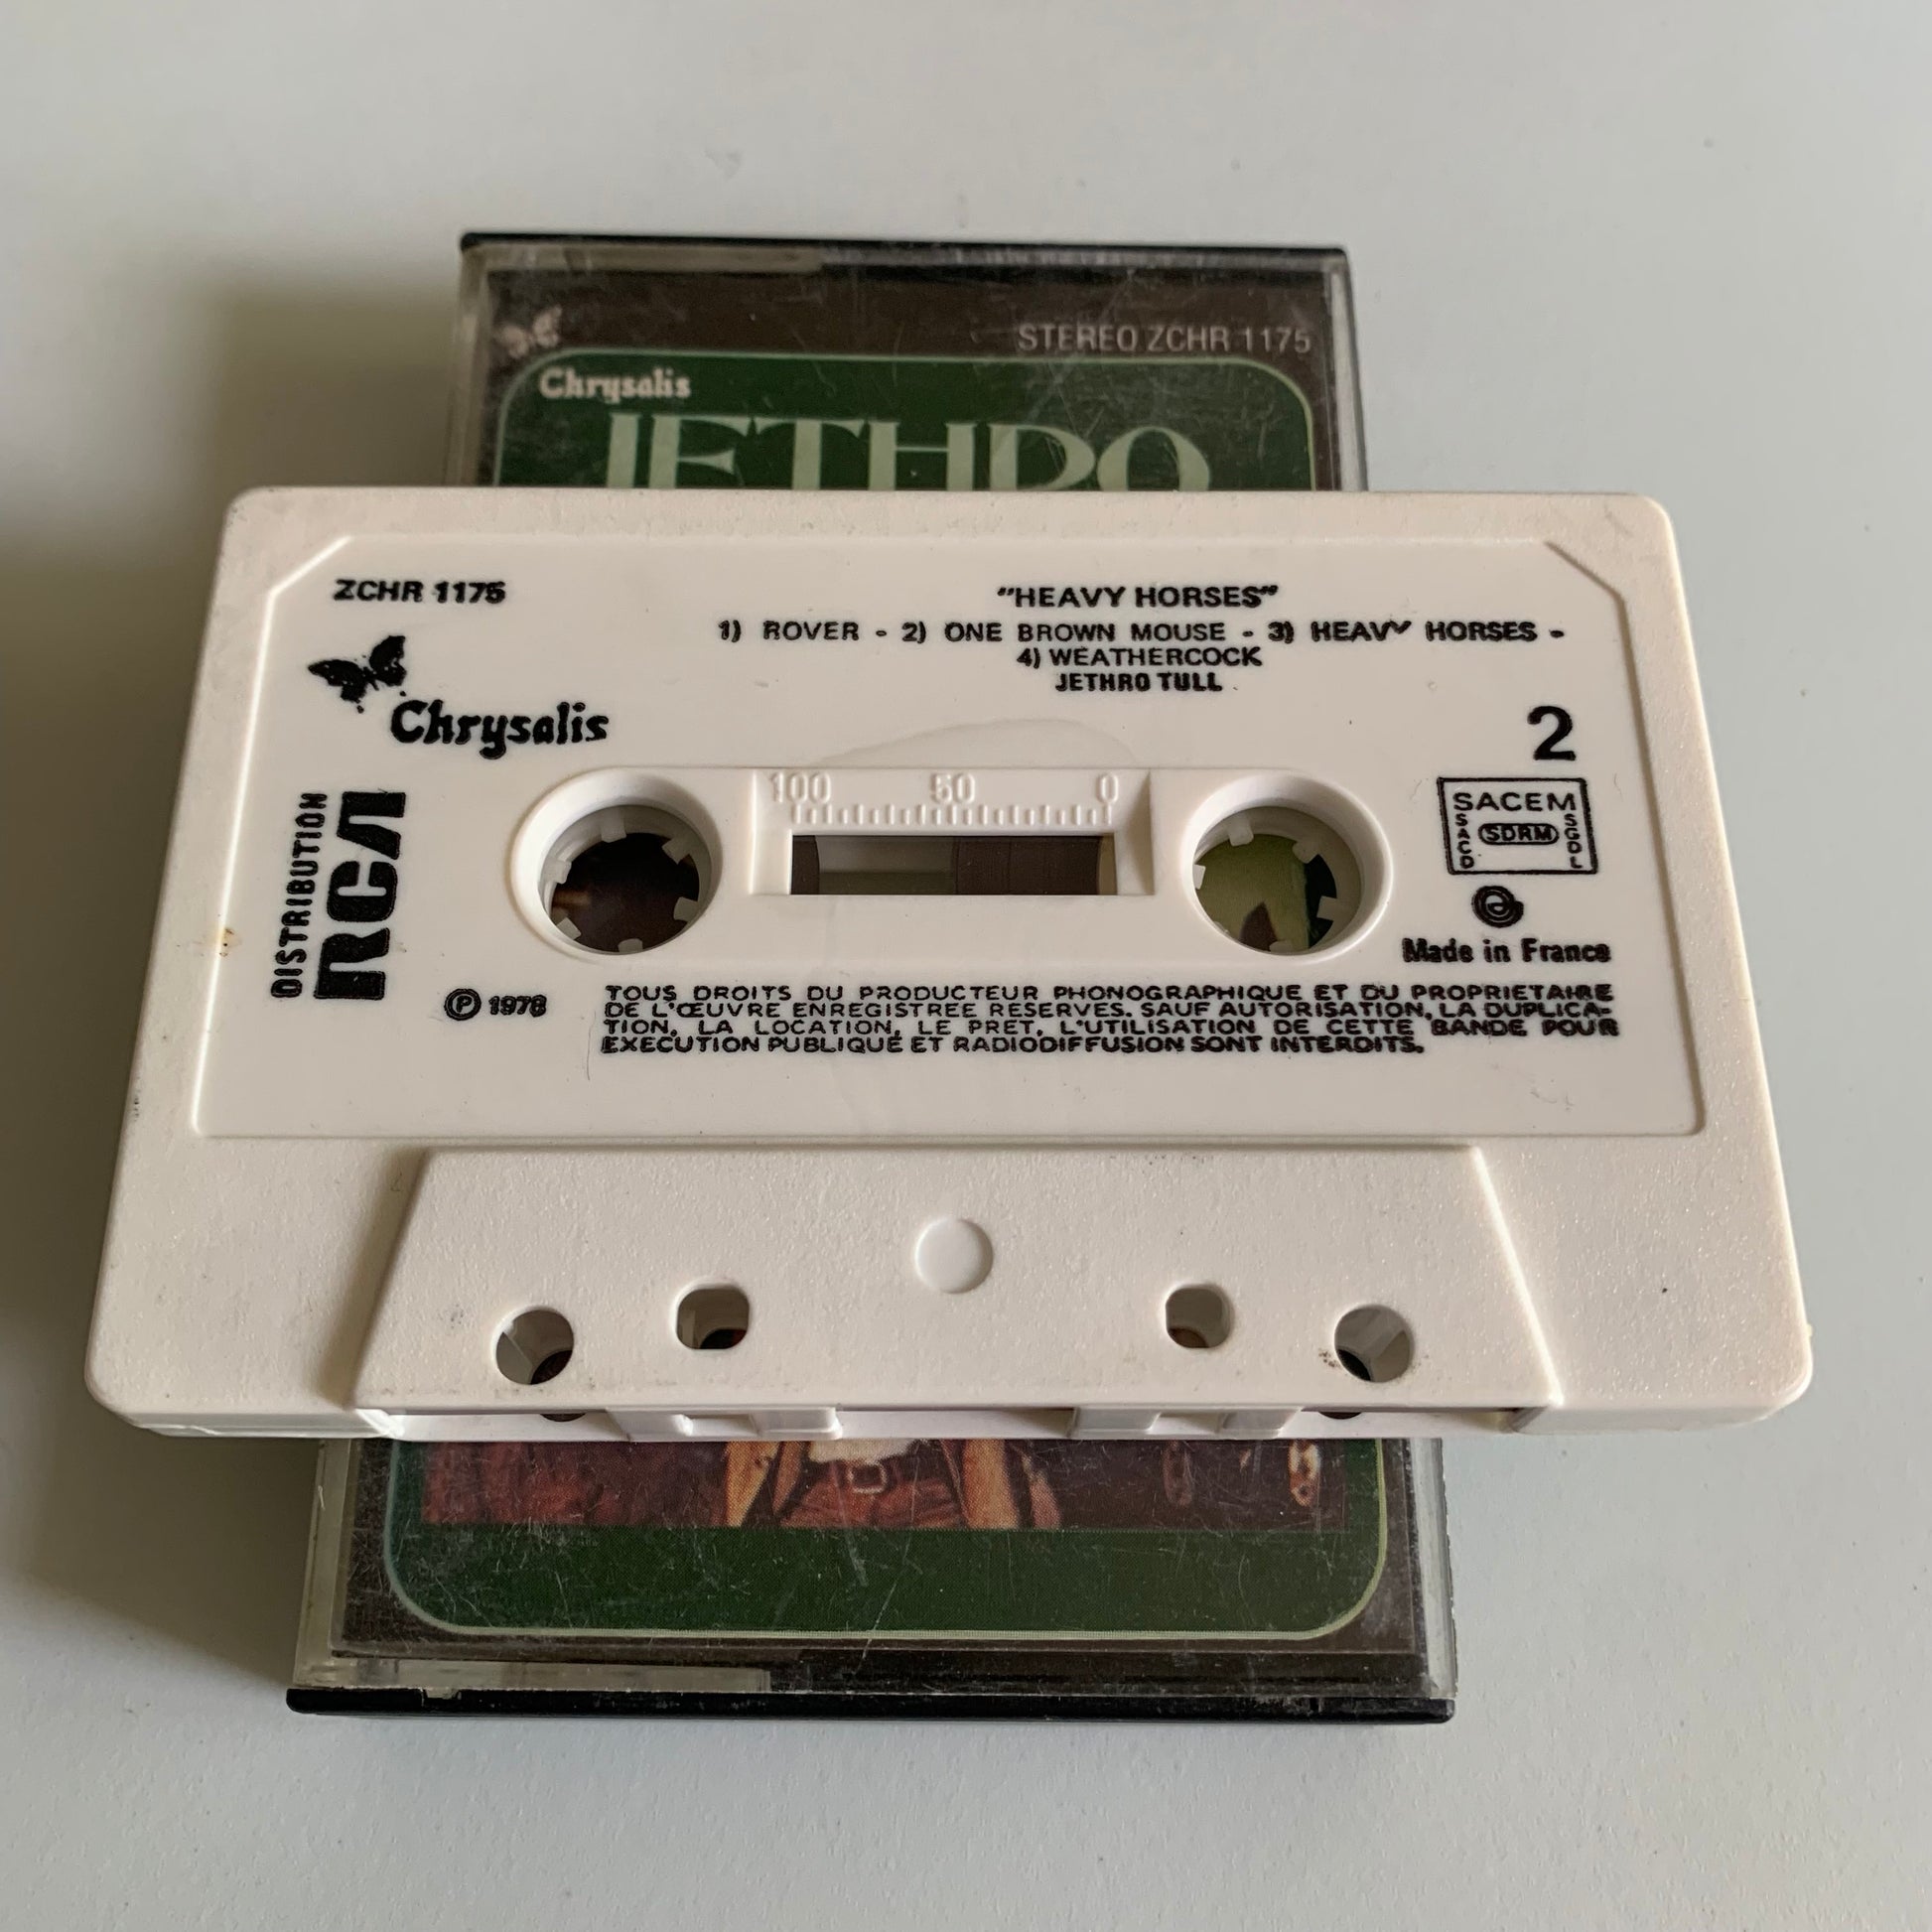 STEREO ZCHR 1175
Chrysalis
JETHRO
ZCHR 1175
"HEAVY HORSES"
1) ROVER - 2) ONE BROWN MOUSE - 3) HEAVY HORSES -
4) WEATHERCOCK
JETHRO TULL
Chrysalis
2
100 50 0
DISTRIBUTION
RCA
SACEM
SACD
SDRM
SGDL
Made in France
℗ 1978
TOUS DROITS DU PRODUCTEUR PHONOGRAPHIQUE ET DU PROPRIETAIRE
DE L'ŒUVRE ENREGISTREE RESERVES. SAUF AUTORISATION, LA DUPLICA-
TION, LA LOCATION, LE PRET, L'UTILISATION DE CETTE BANDE POUR
EXECUTION PUBLIQUE ET RADIODIFFUSION SONT INTERDITS.